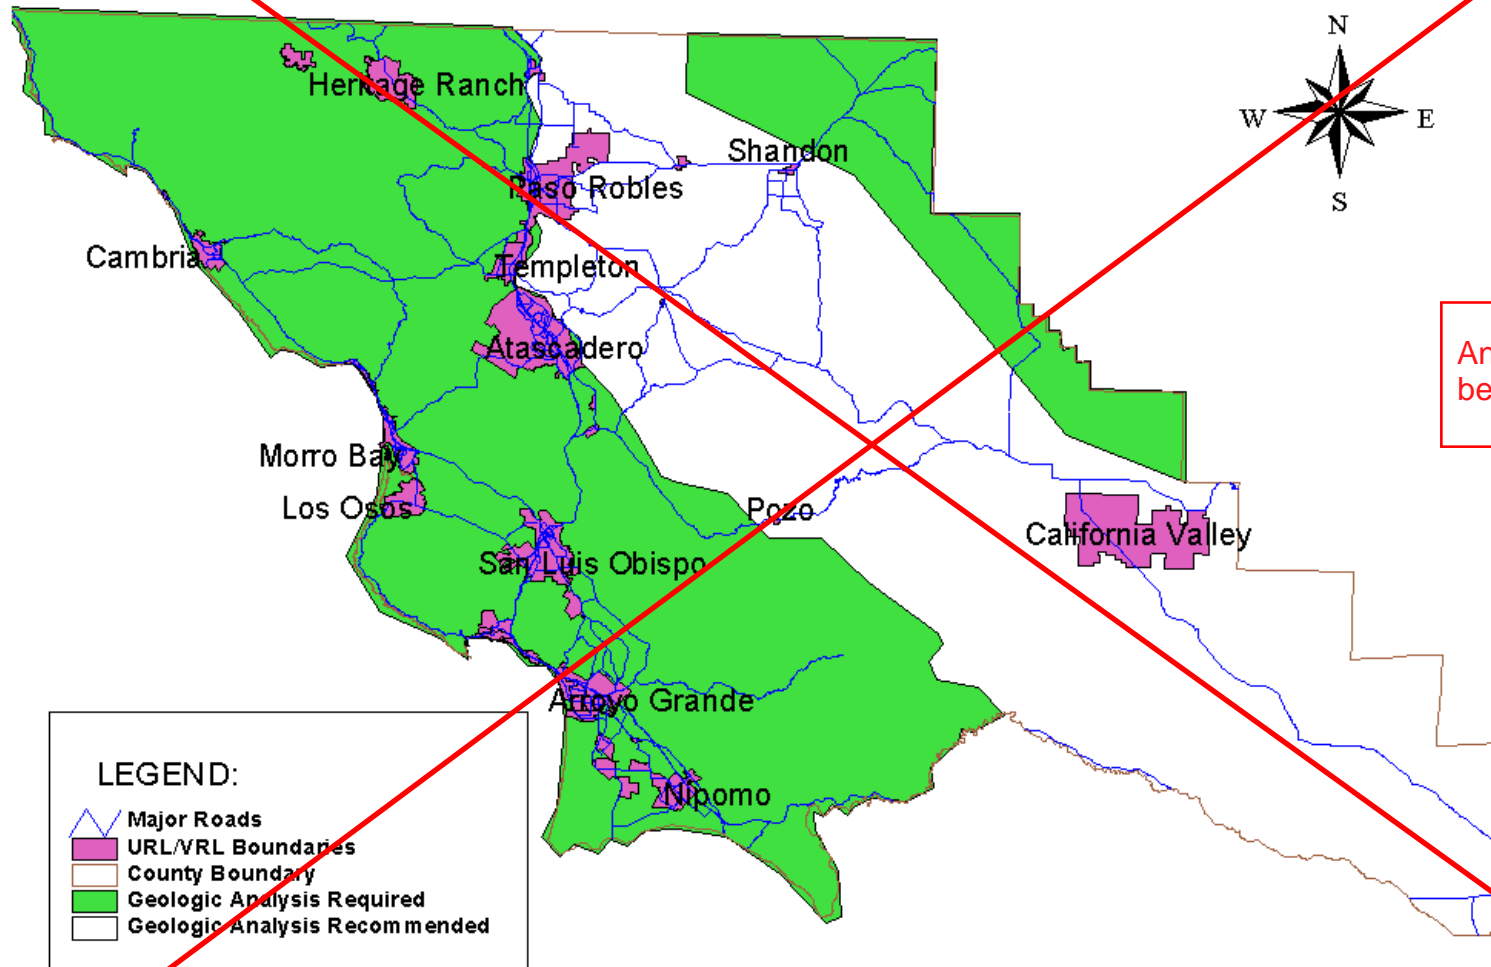 N
Heritage Ranch
W
E
Shandon
Paso Robles
S
Cambria
Templeton
Atascadero
Morro Bay
Los Osos
Pozo
California Valley
San Luis Obispo
Arroyo Grande
Nipomo
LEGEND:
Major Roads
URL/VRL Boundaries
County Boundary
Geologic Analysis Required
Geologic Analysis Recommended
be